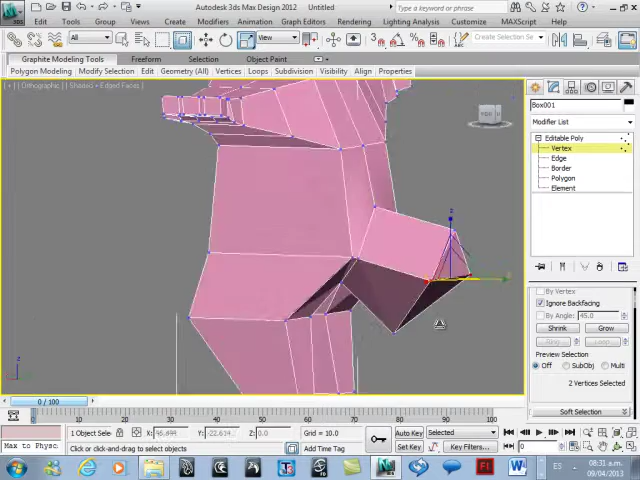 Autodesk 3ds Max Design 2012 Untitled
Edit Tools Group Views Create Modifiers Animation Graph Editors Rendering Lighting Analysis Customize MAXScript Help
All View Create Selection Se
Graphite Modeling Tools Freeform Selection Object Paint
Polygon Modeling Modify Selection Edit Geometry (All) Vertices Loops Subdivision Visibility Align Properties
[ + ] [ Orthographic ] [ Shaded + Edged Faces ]
Box001
Modifier List
Editable Poly
Vertex
Edge
Border
Polygon
Element
By Vertex
Ignore Backfacing
By Angle: 45.0
Shrink Grow
Ring Loop
Preview Selection
Off SubObj Multi
2 Vertices Selected
Soft Selection
z
z
0 / 100
0 10 20 30 40 50 60 70 80 90 100
1 Object Sele X: Y: -22.614 Z: 0.0 Grid = 10.0 Auto Key Selected
Max to Physc Click or click-and-drag to select objects Add Time Tag Set Key Key Filters... 0
ES 08:31 a.m. 09/04/2013